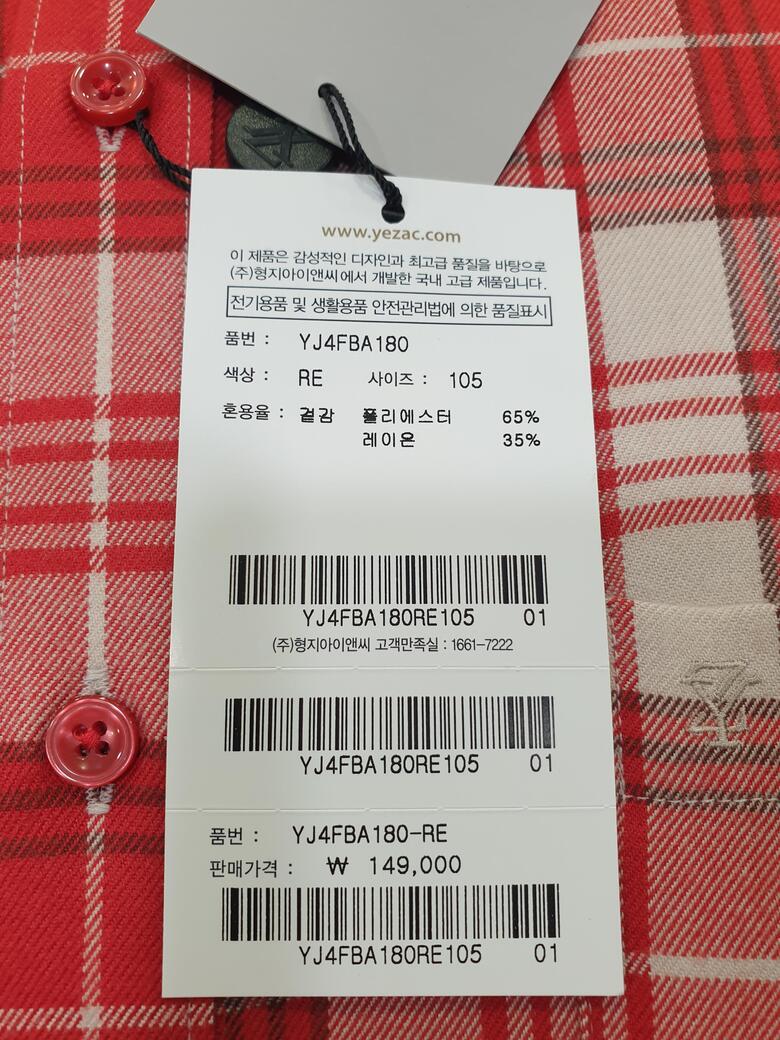 www.yezac.com
이 제품은 감성적인 디자인과 최고급 품질을 바탕으로
(주)형지아이앤씨에서 개발한 국내 고급 제품입니다.
전기용품 및 생활용품 안전관리법에 의한 품질표시
품번 : YJ4FBA180
색상 : RE 사이즈 : 105
혼용율 : 겉감 폴리에스터 65%
레이온 35%
YJ4FBA180RE105 01
(주)형지아이앤씨 고객만족실 : 1661-7222
YJ4FBA180RE105 01
품번 : YJ4FBA180-RE
판매가격 : ₩ 149,000
YJ4FBA180RE105 01